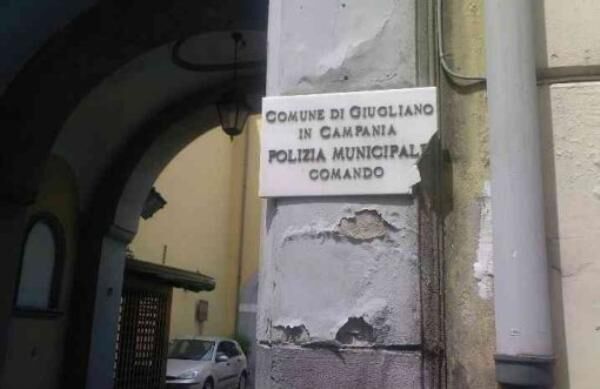 COMUNE DI GIUGLIANO
IN CAMPANIA
POLIZIA MUNICIPALE
COMANDO